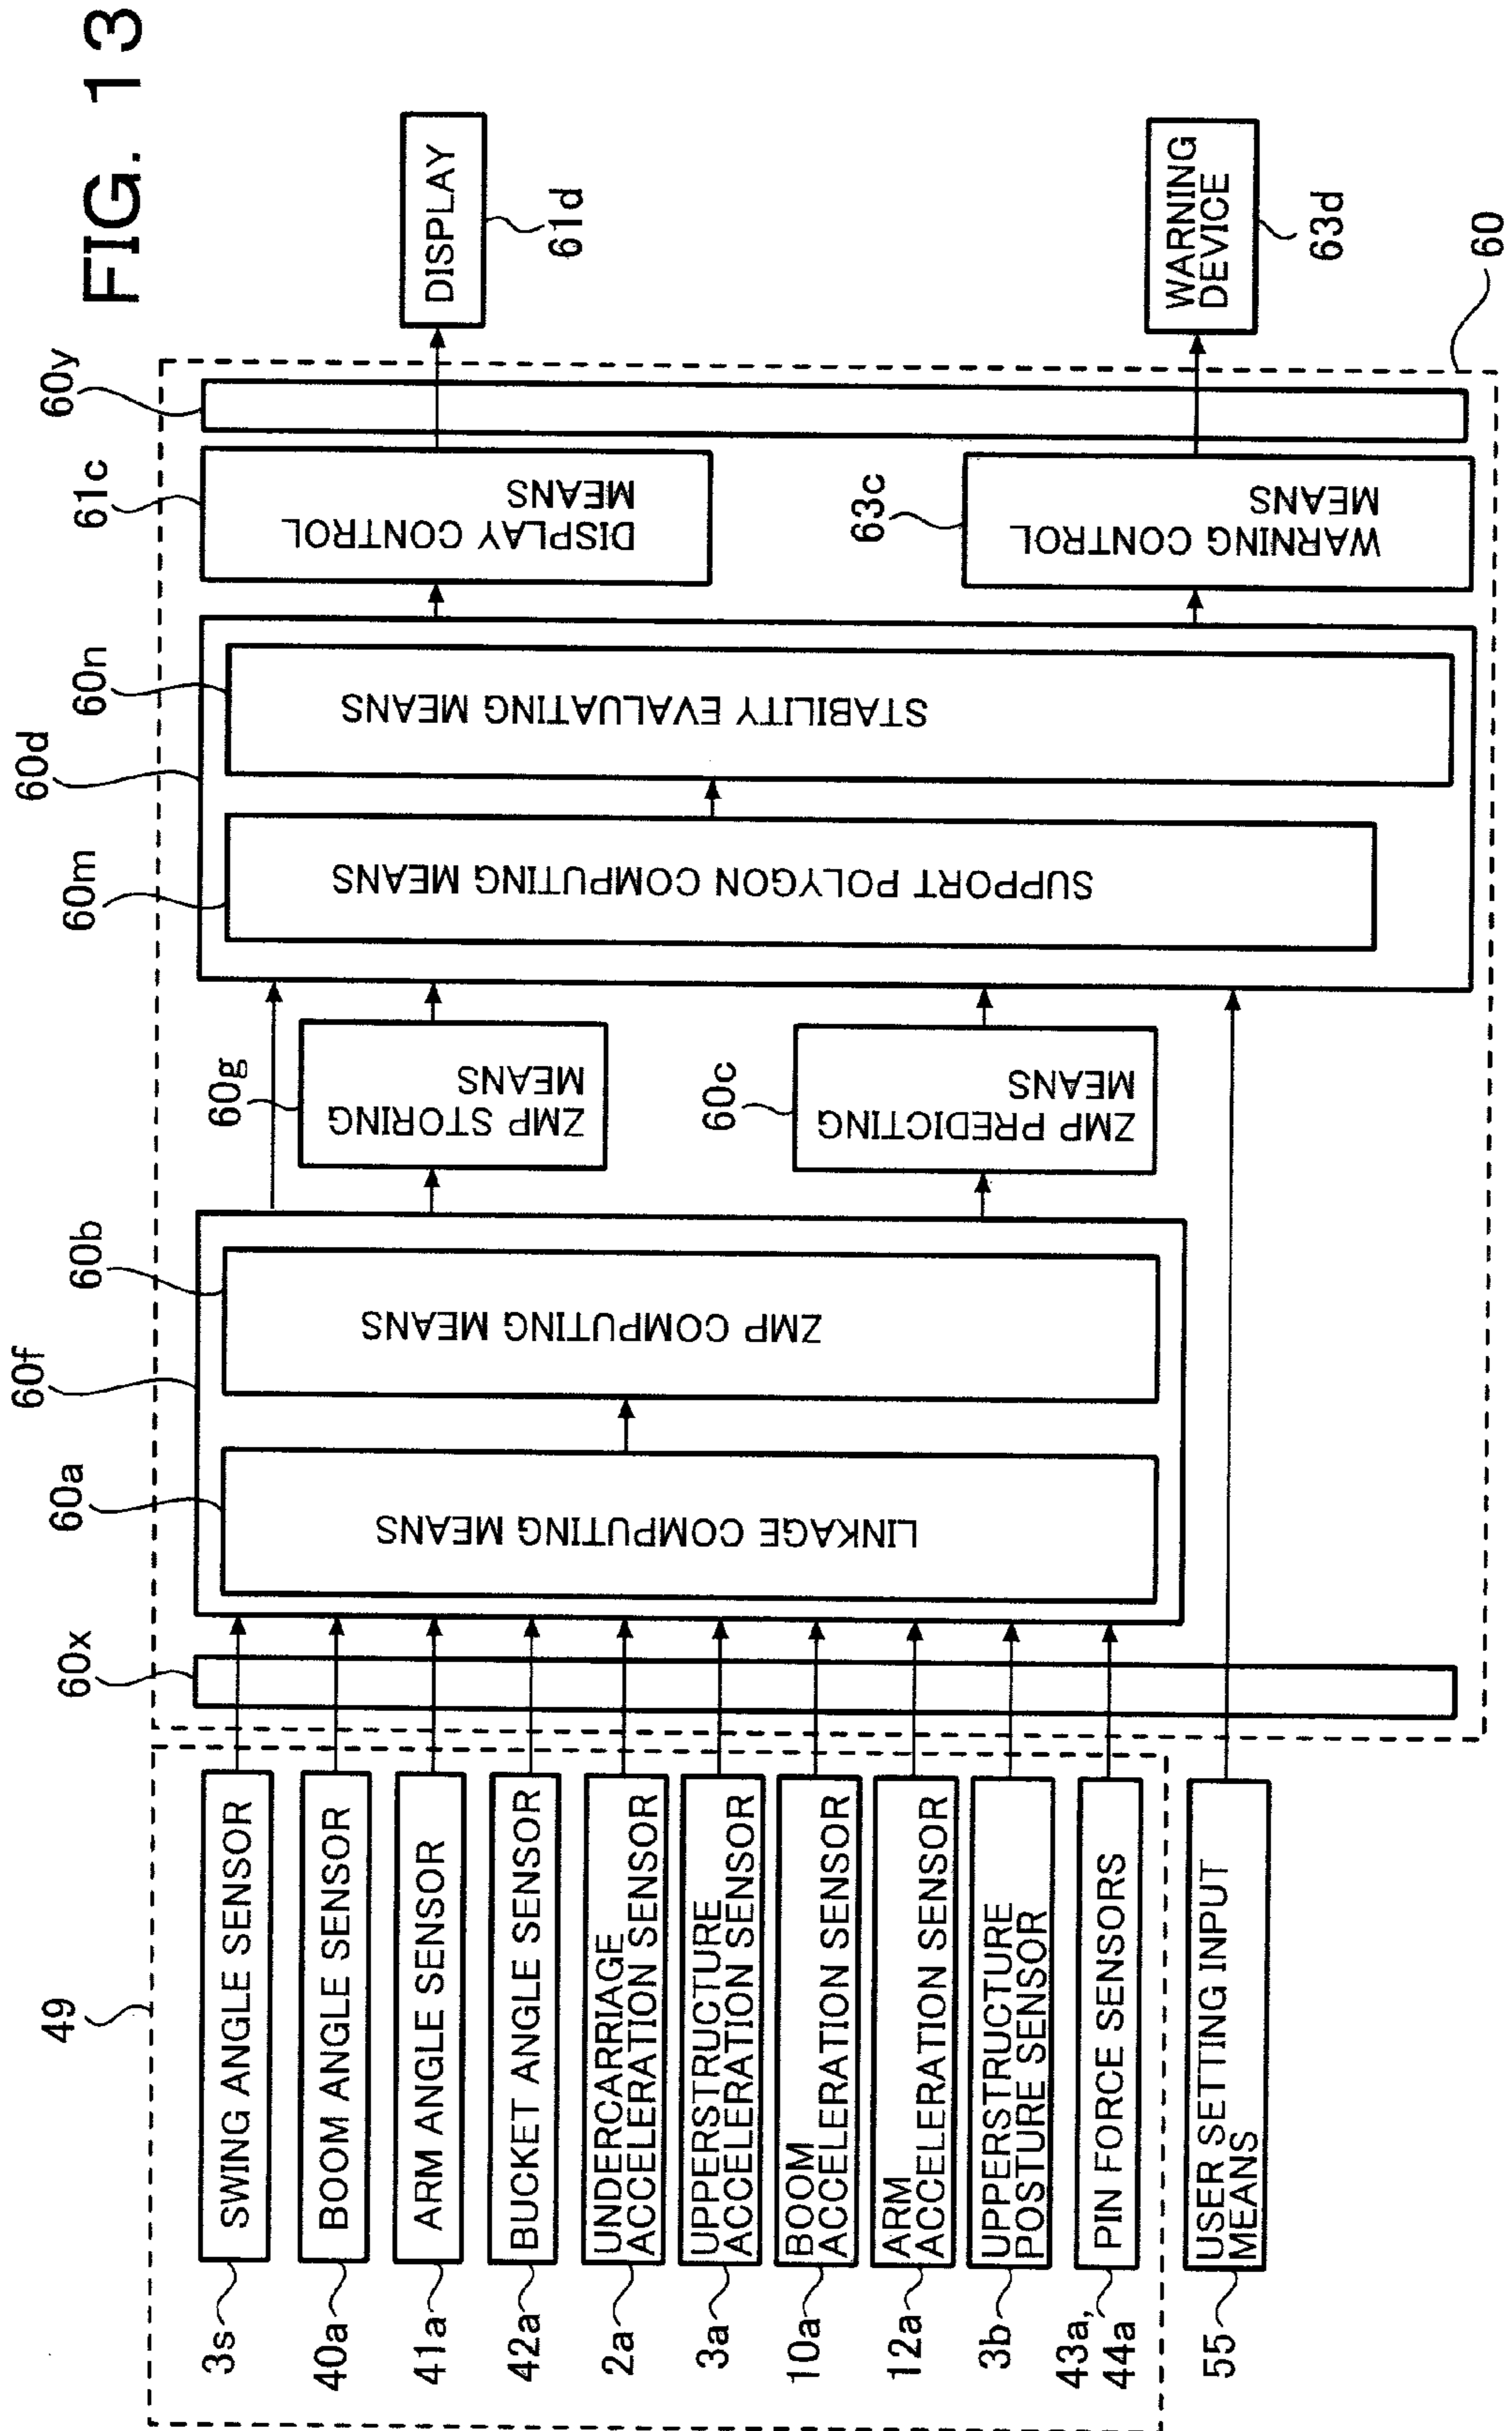 FIG. 13
49
3s
SWING ANGLE SENSOR
40a
BOOM ANGLE SENSOR
41a
ARM ANGLE SENSOR
42a
BUCKET ANGLE SENSOR
2a
UNDERCARRIAGE
ACCELERATION SENSOR
3a
UPPERSTRUCTURE
ACCELERATION SENSOR
10a
BOOM
ACCELERATION SENSOR
12a
ARM
ACCELERATION SENSOR
3b
UPPERSTRUCTURE
POSTURE SENSOR
43a,
44a
PIN FORCE SENSORS
55
USER SETTING INPUT
MEANS
60x
60f
60a
LINKAGE COMPUTING MEANS
60b
ZMP COMPUTING MEANS
60g
ZMP STORING
MEANS
60c
ZMP PREDICTING
MEANS
60d
60m
SUPPORT POLYGON COMPUTING MEANS
60n
STABILITY EVALUATING MEANS
61c
DISPLAY CONTROL
MEANS
63c
WARNING CONTROL
MEANS
60y
DISPLAY
61d
WARNING
DEVICE
63d
60